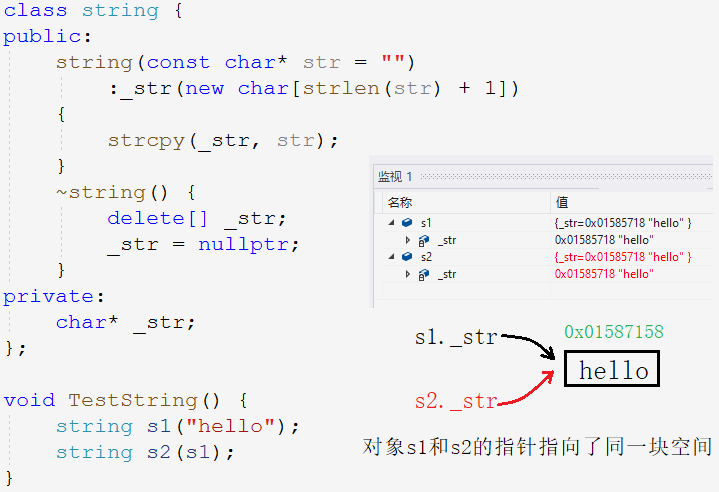 class string {
public:
    string(const char* str = "")
        :_str(new char[strlen(str) + 1])
    {
        strcpy(_str, str);
    }
    ~string() {
        delete[] _str;
        _str = nullptr;
    }
private:
    char* _str;
};
void TestString() {
    string s1("hello");
    string s2(s1);
}
监视 1
名称 值
s1 {_str=0x01585718 "hello" }
_str 0x01585718 "hello"
s2 {_str=0x01585718 "hello" }
_str 0x01585718 "hello"
s1._str 0x01587158
hello
s2._str
对象s1和s2的指针指向了同一块空间